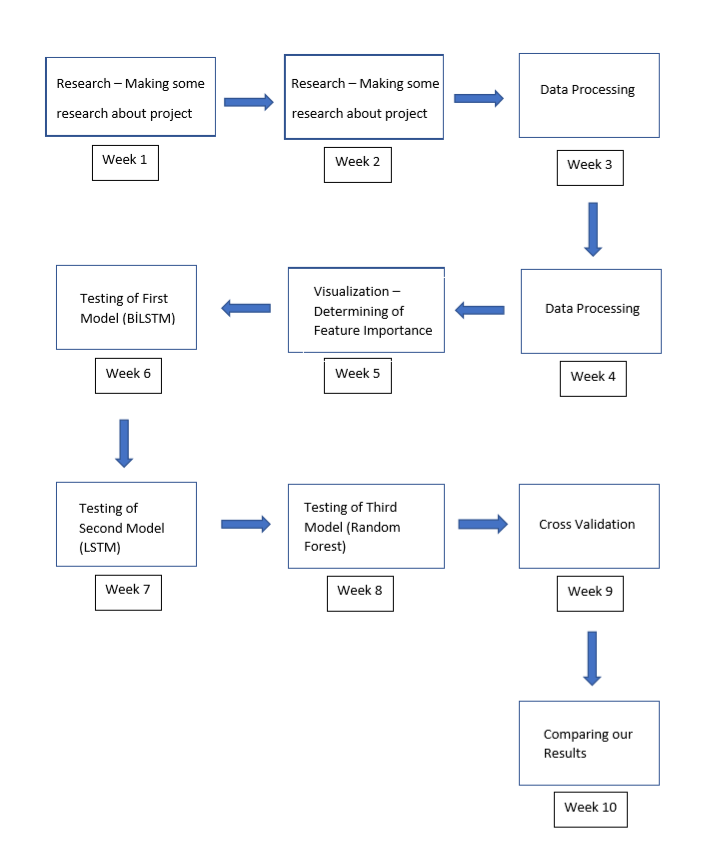 Research – Making some
research about project
Week 1
Research – Making some
research about project
Week 2
Data Processing
Week 3
Data Processing
Week 4
Visualization –
Determining of
Feature Importance
Week 5
Testing of First
Model (BİLSTM)
Week 6
Testing of
Second Model
(LSTM)
Week 7
Testing of Third
Model (Random
Forest)
Week 8
Cross Validation
Week 9
Comparing our
Results
Week 10